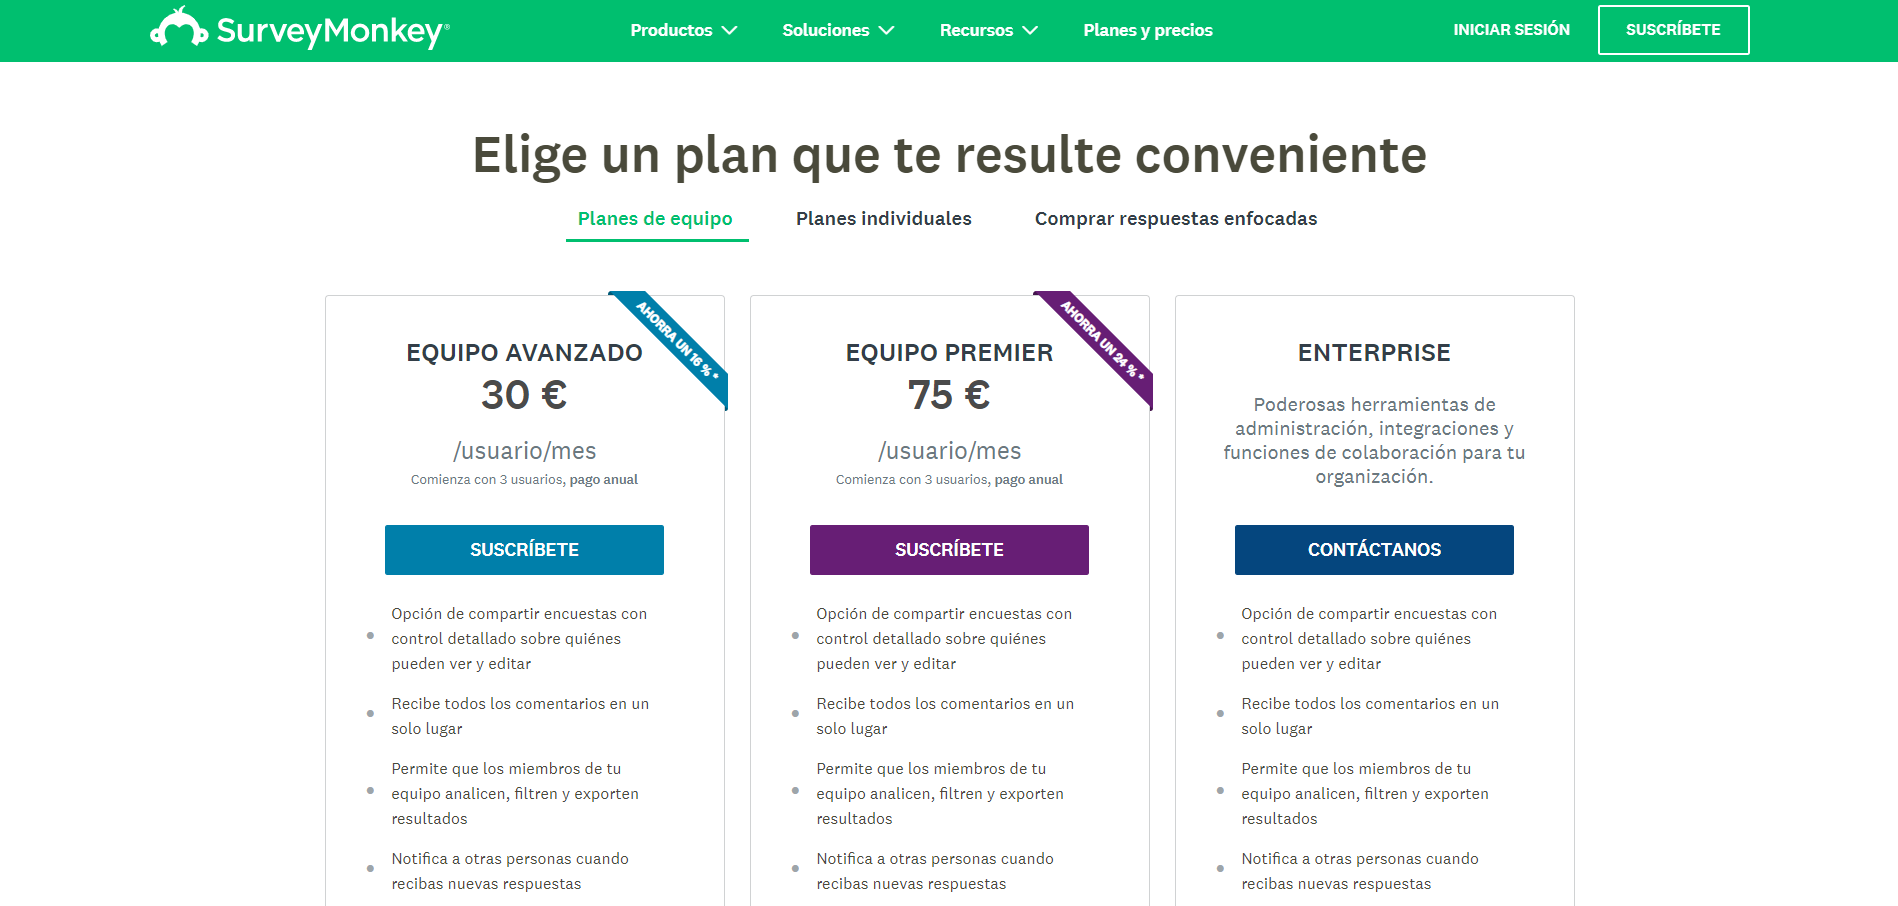 SurveyMonkey®
Productos
Soluciones
Recursos
Planes y precios
INICIAR SESIÓN
SUSCRÍBETE
Elige un plan que te resulte conveniente
Planes de equipo
Planes individuales
Comprar respuestas enfocadas
AHORRA UN 16 % *
EQUIPO AVANZADO
30 €
/usuario/mes
Comienza con 3 usuarios, pago anual
SUSCRÍBETE
Opción de compartir encuestas con
control detallado sobre quiénes
pueden ver y editar
Recibe todos los comentarios en un
solo lugar
Permite que los miembros de tu
equipo analicen, filtren y exporten
resultados
Notifica a otras personas cuando
recibas nuevas respuestas
AHORRA UN 24 % *
EQUIPO PREMIER
75 €
/usuario/mes
Comienza con 3 usuarios, pago anual
SUSCRÍBETE
Opción de compartir encuestas con
control detallado sobre quiénes
pueden ver y editar
Recibe todos los comentarios en un
solo lugar
Permite que los miembros de tu
equipo analicen, filtren y exporten
resultados
Notifica a otras personas cuando
recibas nuevas respuestas
ENTERPRISE
Poderosas herramientas de
administración, integraciones y
funciones de colaboración para tu
organización.
CONTÁCTANOS
Opción de compartir encuestas con
control detallado sobre quiénes
pueden ver y editar
Recibe todos los comentarios en un
solo lugar
Permite que los miembros de tu
equipo analicen, filtren y exporten
resultados
Notifica a otras personas cuando
recibas nuevas respuestas